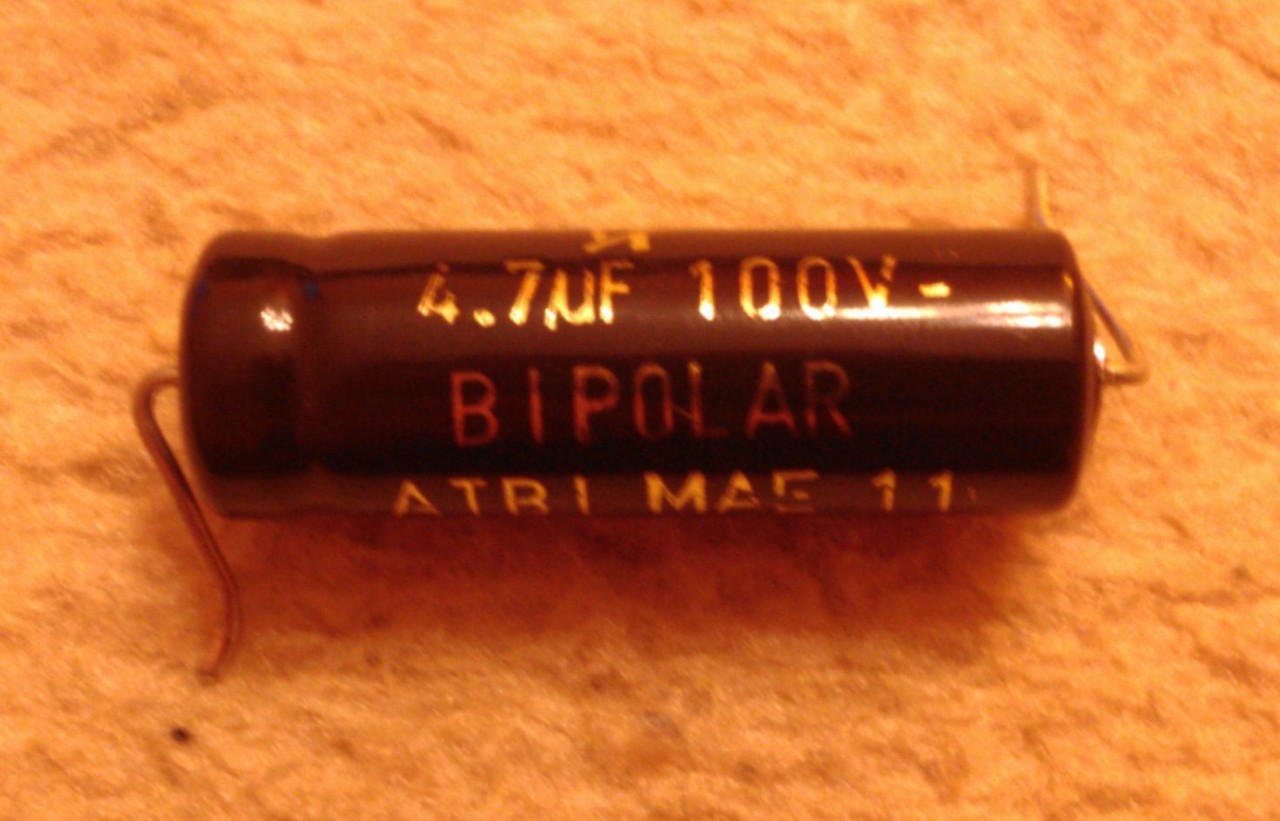 4.7µF 100V-
BIPOLAR
ATRI MAE 11